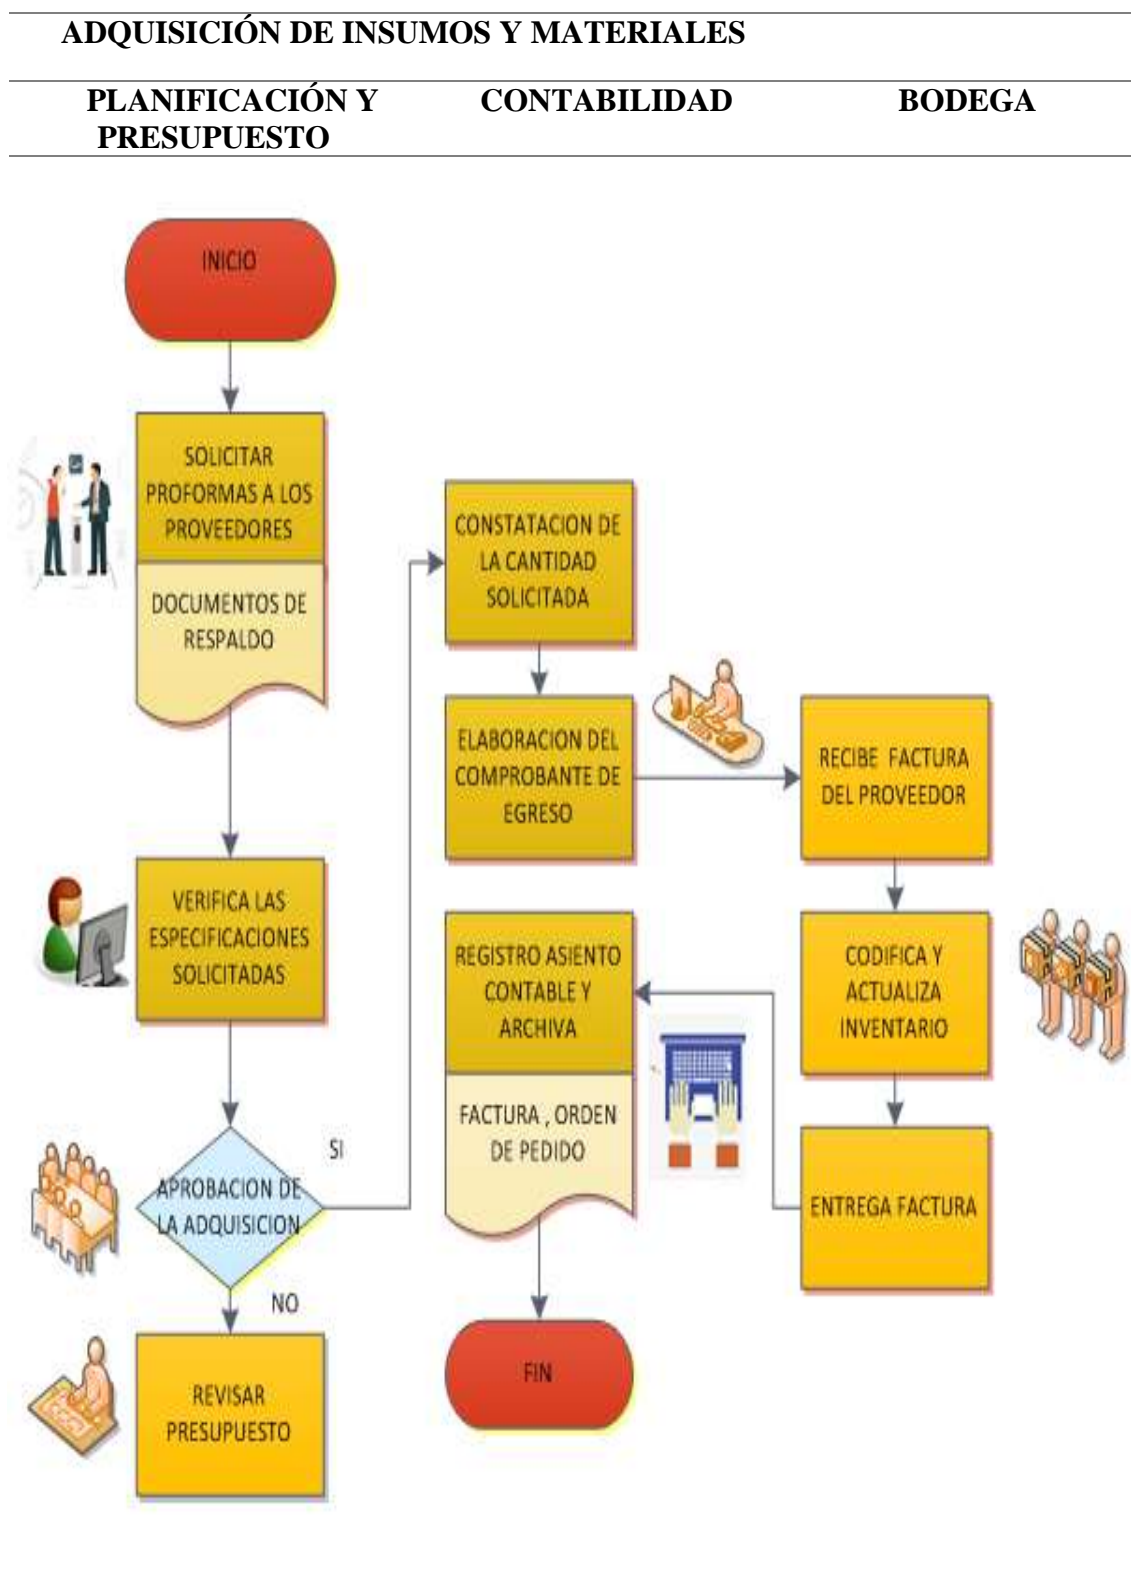 ADQUISICIÓN DE INSUMOS Y MATERIALES
PLANIFICACIÓN Y
PRESUPUESTO
CONTABILIDAD
BODEGA
INICIO
SOLICITAR
PROFORMAS A LOS
PROVEEDORES
DOCUMENTOS DE
RESPALDO
VERIFICA LAS
ESPECIFICACIONES
SOLICITADAS
APROBACION DE
LA ADQUISICION
SI
NO
REVISAR
PRESUPUESTO
CONSTATACION DE
LA CANTIDAD
SOLICITADA
ELABORACION DEL
COMPROBANTE DE
EGRESO
RECIBE FACTURA
DEL PROVEEDOR
CODIFICA Y
ACTUALIZA
INVENTARIO
ENTREGA FACTURA
REGISTRO ASIENTO
CONTABLE Y
ARCHIVA
FACTURA , ORDEN
DE PEDIDO
FIN